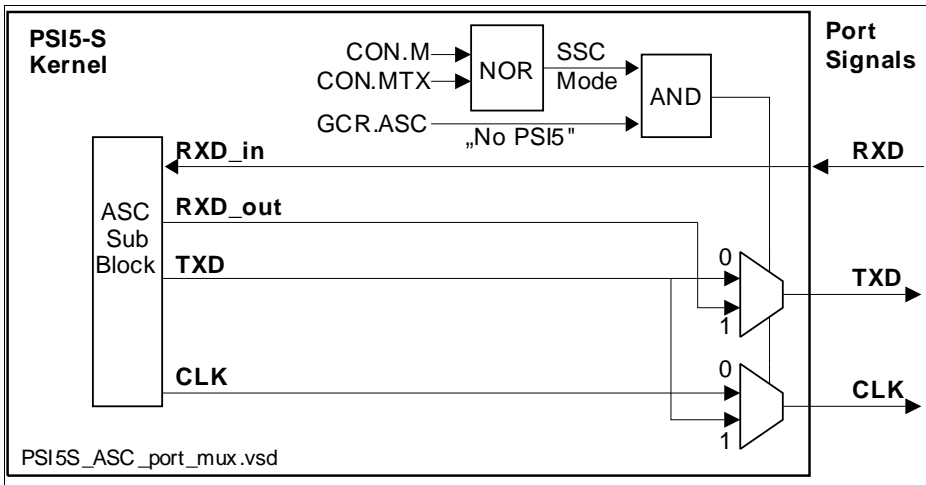 PSI5-S
Kernel
Port
Signals
CON.M
CON.MTX
NOR
SSC
Mode
AND
GCR.ASC
„No PSI5"
RXD_in
RXD
RXD_out
ASC
Sub
Block
TXD
0
1
TXD
CLK
0
1
CLK
PSI5S_ASC_port_mux.vsd